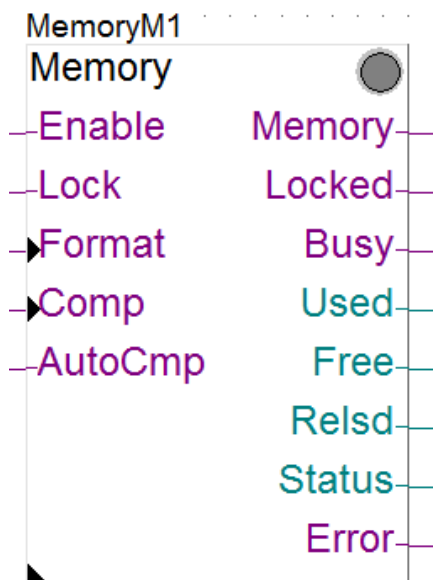 MemoryM1
Memory
Enable Memory
Lock Locked
Format Busy
Comp Used
AutoCmp Free
Relsd
Status
Error